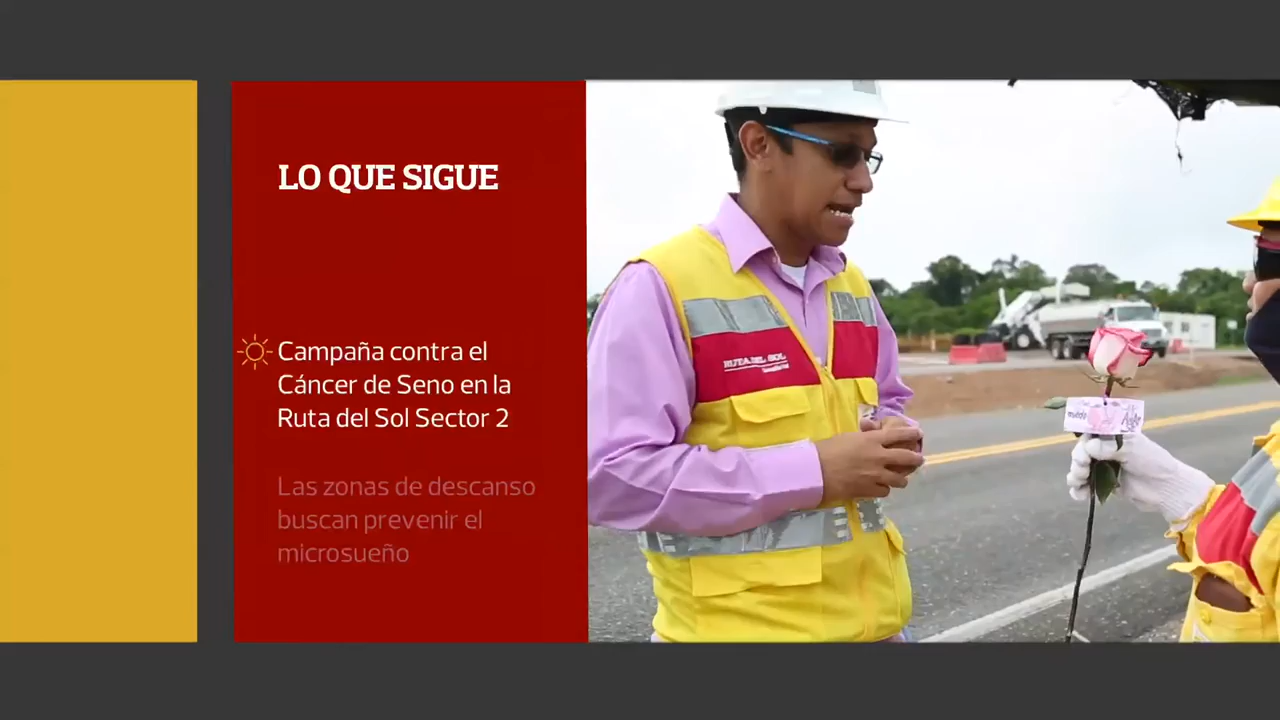 LO QUE SIGUE
Campaña contra el
Cáncer de Seno en la
Ruta del Sol Sector 2
Las zonas de descanso
buscan prevenir el
microsueño
RUTA DEL SOL